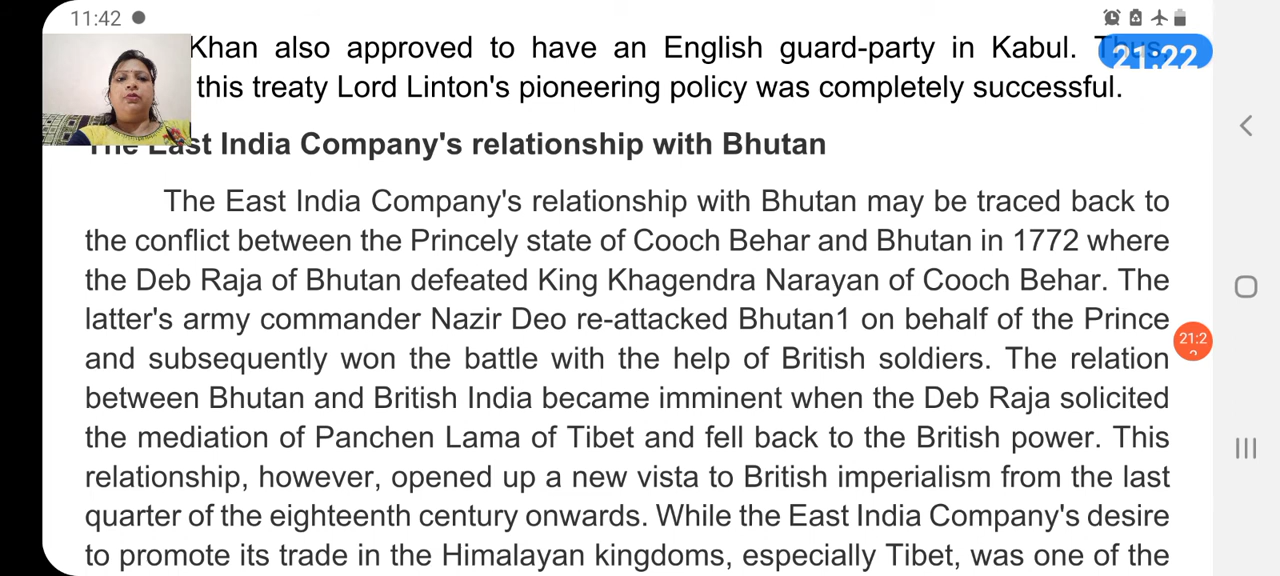 11:42
Khan also approved to have an English guard-party in Kabul. Thus
21:22
this treaty Lord Linton's pioneering policy was completely successful.
The East India Company's relationship with Bhutan
The East India Company's relationship with Bhutan may be traced back to
the conflict between the Princely state of Cooch Behar and Bhutan in 1772 where
the Deb Raja of Bhutan defeated King Khagendra Narayan of Cooch Behar. The
latter's army commander Nazir Deo re-attacked Bhutan1 on behalf of the Prince
21:2
and subsequently won the battle with the help of British soldiers. The relation
between Bhutan and British India became imminent when the Deb Raja solicited
the mediation of Panchen Lama of Tibet and fell back to the British power. This
relationship, however, opened up a new vista to British imperialism from the last
quarter of the eighteenth century onwards. While the East India Company's desire
to promote its trade in the Himalayan kingdoms, especially Tibet, was one of the